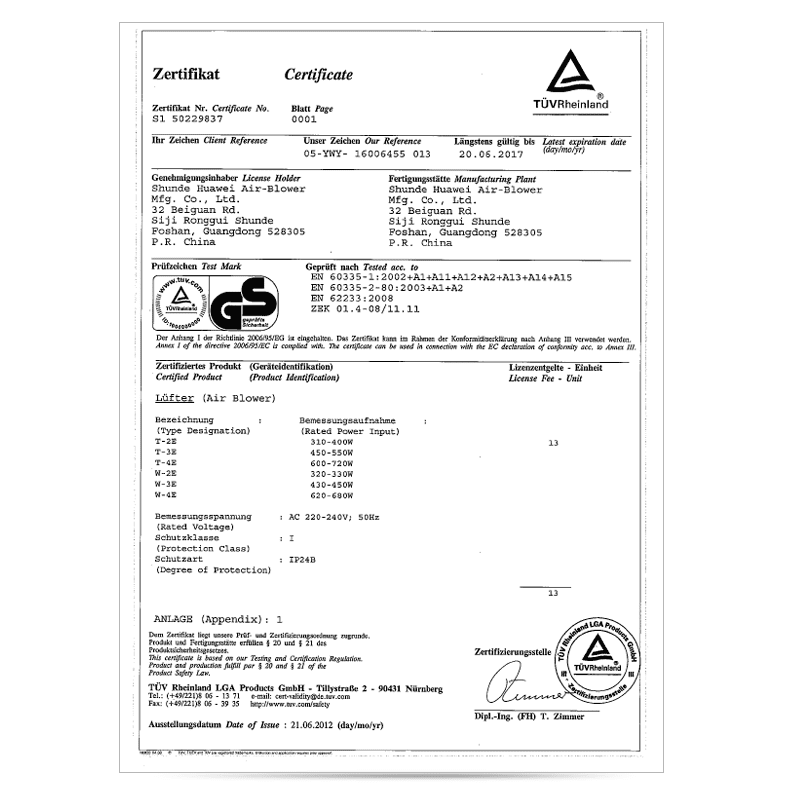 Zertifikat Certificate
TÜVRheinland®
Zertifikat Nr. Certificate No. Blatt Page
S1 50229837 0001
Ihr Zeichen Client Reference Unser Zeichen Our Reference Längstens gültig bis Latest expiration date
05-YWY- 16006455 013 20.06.2017 (day/mo/yr)
Genehmigungsinhaber License Holder Fertigungsstätte Manufacturing Plant
Shunde Huawei Air-Blower Shunde Huawei Air-Blower
Mfg. Co., Ltd. Mfg. Co., Ltd.
32 Beiguan Rd. 32 Beiguan Rd.
Siji Ronggui Shunde Siji Ronggui Shunde
Foshan, Guangdong 528305 Foshan, Guangdong 528305
P.R. China P.R. China
Prüfzeichen Test Mark Geprüft nach Tested acc. to
www.tuv.com
TÜVRheinland
GS
geprüfte
Sicherheit
EN 60335-1:2002+A1+A11+A12+A2+A13+A14+A15
EN 60335-2-80:2003+A1+A2
EN 62233:2008
ZEK 01.4-08/11.11
Der Anhang I der Richtlinie 2006/95/EG ist eingehalten. Das Zertifikat kann im Rahmen der Konformitätserklärung nach Anhang III verwendet werden.
Annex I of the directive 2006/95/EC is complied with. The certificate can be used in connection with the EC declaration of conformity acc. to Annex III.
Zertifiziertes Produkt (Geräteidentifikation) Lizenzentgelte - Einheit
Certified Product (Product Identification) License Fee - Unit
Lüfter (Air Blower)
Bezeichnung : Bemessungsaufnahme :
(Type Designation) (Rated Power Input)
T-2E 310-400W 13
T-3E 450-550W
T-4E 600-720W
W-2E 320-330W
W-3E 430-450W
W-4E 620-680W
Bemessungsspannung : AC 220-240V; 50Hz
(Rated Voltage)
Schutzklasse : I
(Protection Class)
Schutzart : IP24B
(Degree of Protection)
13
ANLAGE (Appendix): 1
Dem Zertifikat liegt unsere Prüf- und Zertifizierungsordnung zugrunde.
Produkt und Fertigungsstätte erfüllen § 20 und § 21 des
Produktsicherheitsgesetzes.
This certificate is based on our Testing and Certification Regulation.
Product and production fulfil par § 20 and § 21 of the
Product Safety Law.
Zertifizierungsstelle
TÜV Rheinland LGA Products GmbH
TÜVRheinland
Zertifizierungsstelle
TÜV Rheinland LGA Products GmbH - Tillystraße 2 - 90431 Nürnberg
Tel.: (+49/221)8 06 - 13 71 e-mail: cert-validity@de.tuv.com
Fax: (+49/221)8 06 - 39 35 http://www.tuv.com/safety
Dipl.-Ing. (FH) T. Zimmer
Ausstellungsdatum Date of Issue : 21.06.2012 (day/mo/yr)